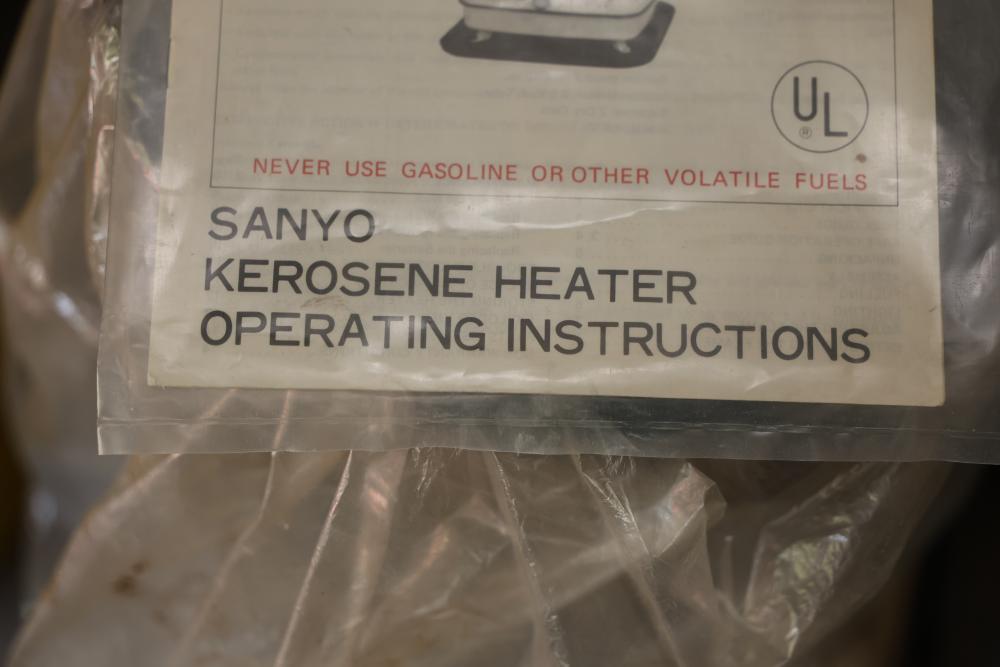 UL
®
NEVER USE GASOLINE OR OTHER VOLATILE FUELS
SANYO
KEROSENE HEATER
OPERATING INSTRUCTIONS